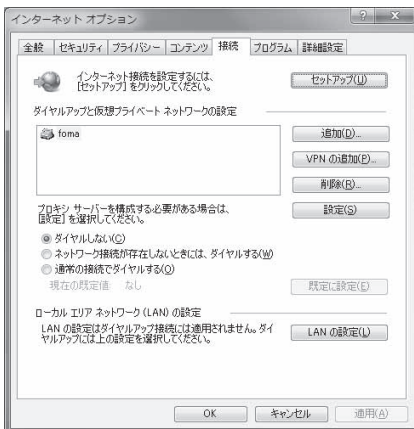 インターネット オプション
全般 セキュリティ プライバシー コンテンツ 接続 プログラム 詳細設定
インターネット接続を設定するには、
[セットアップ] をクリックしてください。
セットアップ(U)
ダイヤルアップと仮想プライベート ネットワークの設定
foma
追加(D)...
VPN の追加(P)...
削除(R)...
プロキシ サーバーを構成する必要がある場合は、
[設定] を選択してください。
設定(S)
ダイヤルしない(C)
ネットワーク接続が存在しないときには、ダイヤルする(W)
通常の接続でダイヤルする(O)
現在の既定値 なし
既定に設定(E)
ローカル エリア ネットワーク (LAN) の設定
LAN の設定はダイヤルアップ接続には適用されません。ダイ
ヤルアップには上の設定を選択してください。
LAN の設定(L)
OK キャンセル 適用(A)